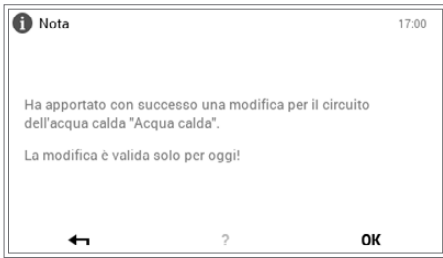 i Nota 17:00
Ha apportato con successo una modifica per il circuito
dell'acqua calda "Acqua calda".
La modifica è valida solo per oggi!
? OK